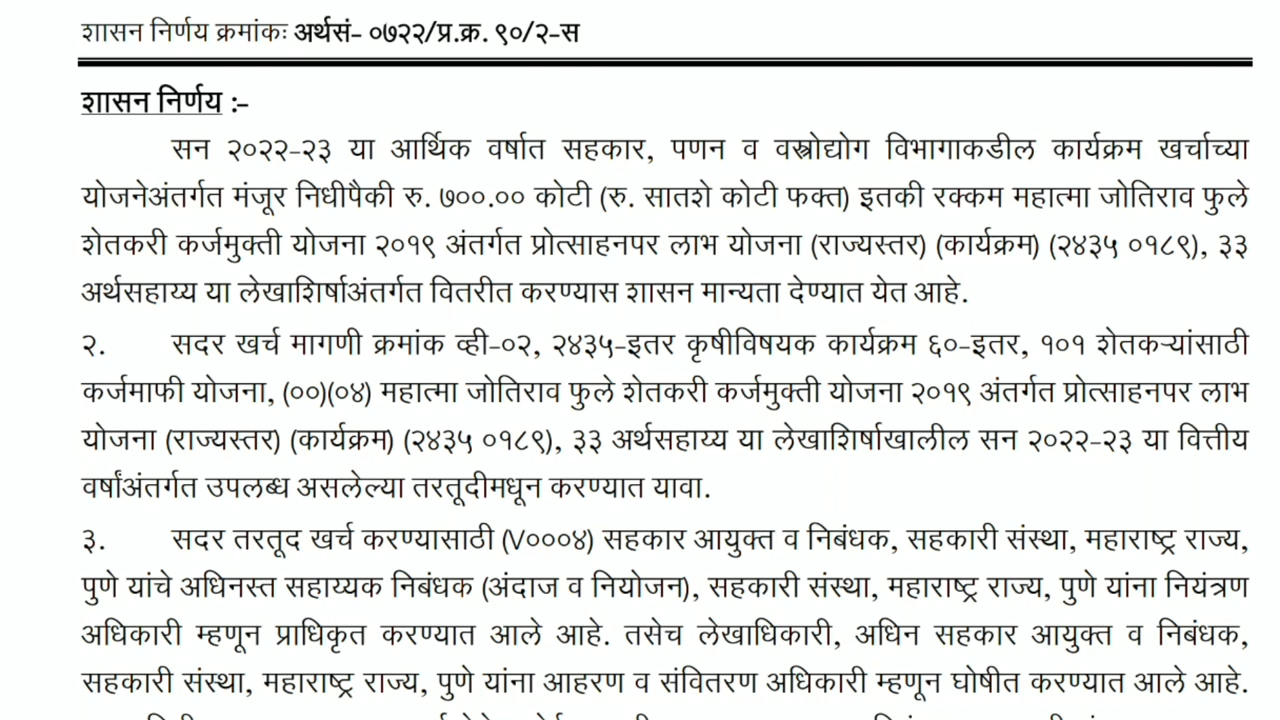 शासन निर्णय क्रमांकः अर्थसं- ०७२२/प्र.क्र. ९०/२-स
शासन निर्णय :-
सन २०२२-२३ या आर्थिक वर्षात सहकार, पणन व वस्त्रोद्योग विभागाकडील कार्यक्रम खर्चाच्या
योजनेअंतर्गत मंजूर निधीपैकी रु. ७००.०० कोटी (रु. सातशे कोटी फक्त) इतकी रक्कम महात्मा जोतिराव फुले
शेतकरी कर्जमुक्ती योजना २०१९ अंतर्गत प्रोत्साहनपर लाभ योजना (राज्यस्तर) (कार्यक्रम) (२४३५ ०१८९), ३३
अर्थसहाय्य या लेखाशिर्षाअंतर्गत वितरीत करण्यास शासन मान्यता देण्यात येत आहे.
२. सदर खर्च मागणी क्रमांक व्ही-०२, २४३५-इतर कृषीविषयक कार्यक्रम ६०-इतर, १०१ शेतकऱ्यांसाठी
कर्जमाफी योजना, (००)(०४) महात्मा जोतिराव फुले शेतकरी कर्जमुक्ती योजना २०१९ अंतर्गत प्रोत्साहनपर लाभ
योजना (राज्यस्तर) (कार्यक्रम) (२४३५ ०१८९), ३३ अर्थसहाय्य या लेखाशिर्षाखालील सन २०२२-२३ या वित्तीय
वर्षांअंतर्गत उपलब्ध असलेल्या तरतूदीमधून करण्यात यावा.
३. सदर तरतूद खर्च करण्यासाठी (V०००४) सहकार आयुक्त व निबंधक, सहकारी संस्था, महाराष्ट्र राज्य,
पुणे यांचे अधिनस्त सहाय्यक निबंधक (अंदाज व नियोजन), सहकारी संस्था, महाराष्ट्र राज्य, पुणे यांना नियंत्रण
अधिकारी म्हणून प्राधिकृत करण्यात आले आहे. तसेच लेखाधिकारी, अधिन सहकार आयुक्त व निबंधक,
सहकारी संस्था, महाराष्ट्र राज्य, पुणे यांना आहरण व संवितरण अधिकारी म्हणून घोषीत करण्यात आले आहे.